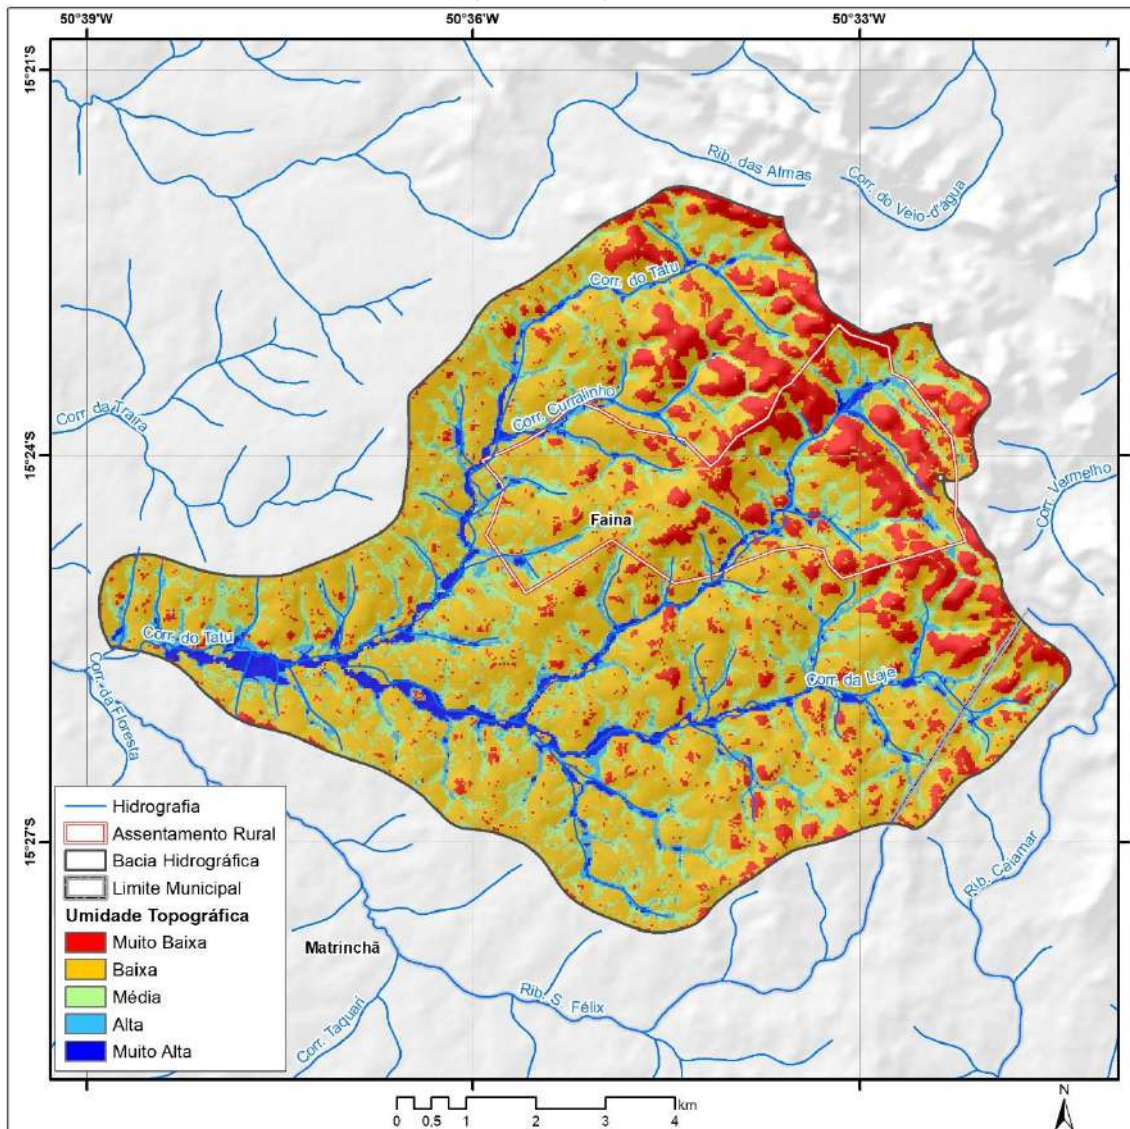 50°39'W
50°36'W
50°33'W
15°21'S
15°24'S
15°27'S
Rib. das Almas
Corr. do Veio-d'água
Corr. do Tatu
Corr. da Traíra
Corr. Curralinho
Corr. Vermelho
Faina
Corr. do Tatu
Corr. da Laje
Corr. da Floresta
Rib. Caiamar
Matrinchã
Rib. S. Félix
Corr. Taquari
Hidrografia
Assentamento Rural
Bacia Hidrográfica
Limite Municipal
Umidade Topográfica
Muito Baixa
Baixa
Média
Alta
Muito Alta
0 0,5 1 2 3 4 km
N